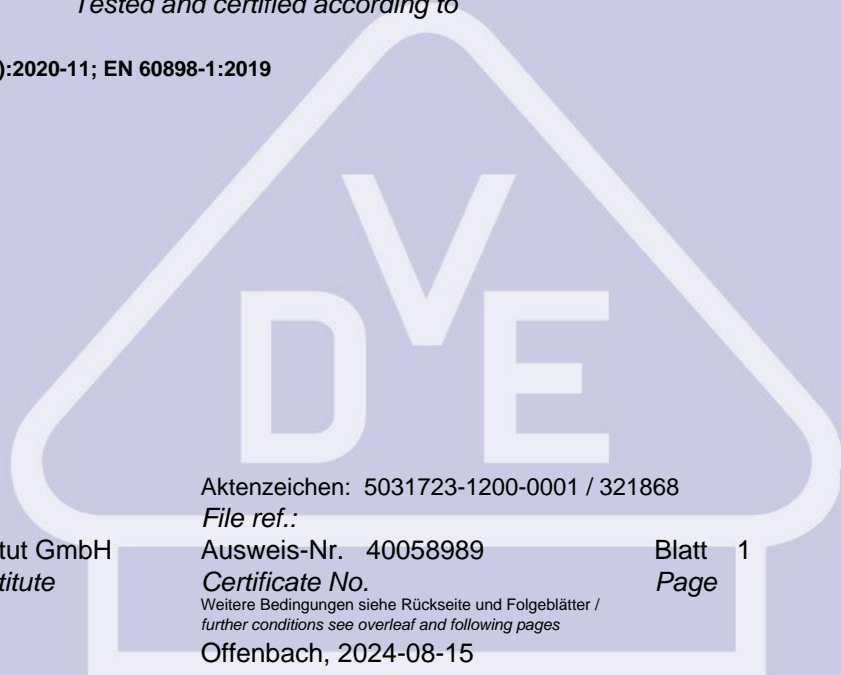 Tested and certified according to
):2020-11; EN 60898-1:2019
DVE
Aktenzeichen: 5031723-1200-0001 / 321868
File ref.:
tut GmbH Ausweis-Nr. 40058989 Blatt 1
titute Certificate No. Page
Weitere Bedingungen siehe Rückseite und Folgeblätter /
further conditions see overleaf and following pages
Offenbach, 2024-08-15